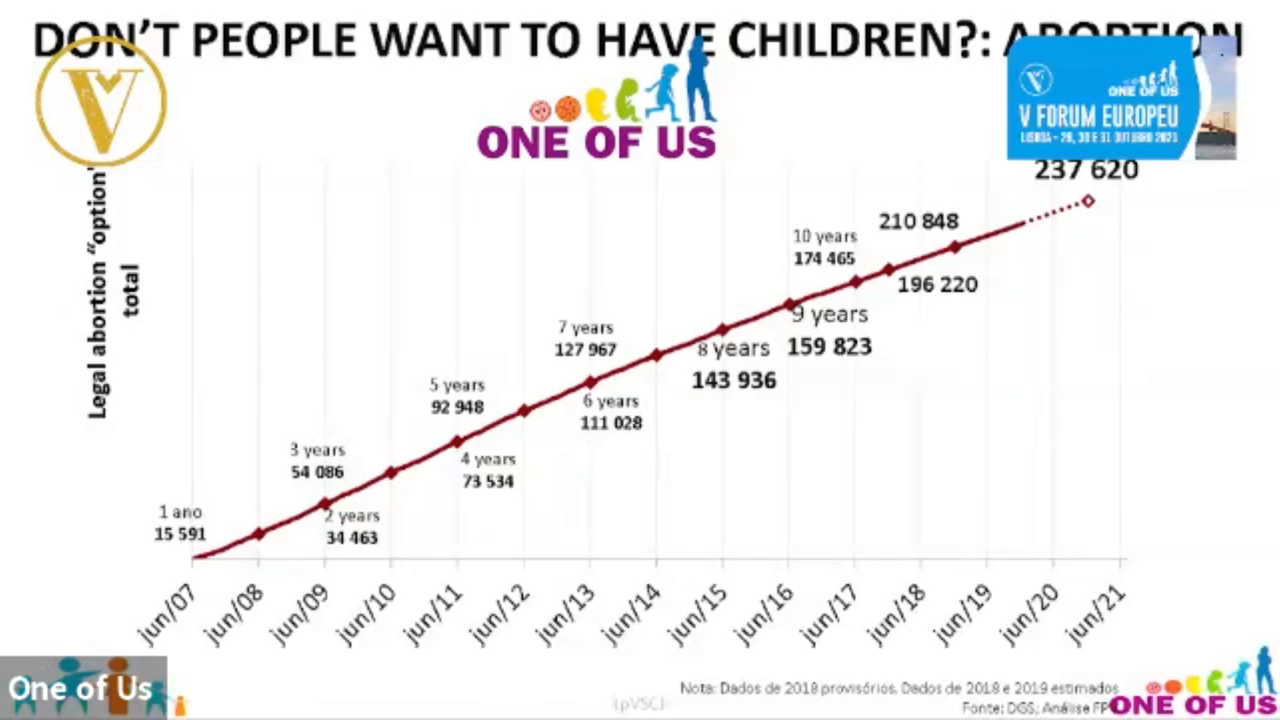 DON'T PEOPLE WANT TO HAVE CHILDREN?: ABORTION
V
ONE OF US
ONE OF US
V FORUM EUROPEU
LISBOA - 29, 30 E 31 OUTUBRO 2021
Legal abortion "option"
total
237 620
210 848
10 years
174 465
196 220
9 years
159 823
7 years
127 967
8 years
143 936
5 years
92 948
6 years
111 028
3 years
54 086
4 years
73 534
1 ano
15 591
2 years
34 463
jun/07
jun/08
jun/09
jun/10
jun/11
jun/12
jun/13
jun/14
jun/15
jun/16
jun/17
jun/18
jun/19
jun/20
jun/21
One of Us
Nota: Dados de 2018 provisórios. Dados de 2018 e 2019 estimados
Fonte: DGS; Análise
ONE OF US